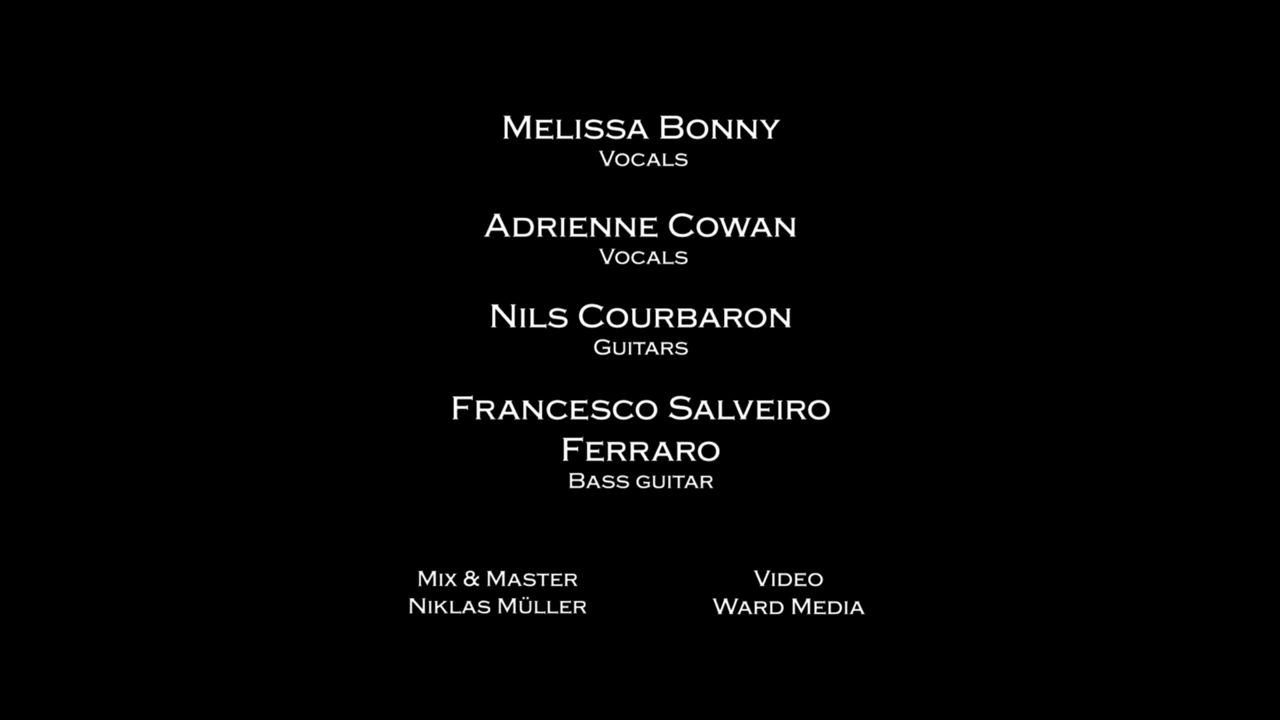 Melissa Bonny
Vocals
Adrienne Cowan
Vocals
Nils Courbaron
Guitars
Francesco Salveiro
Ferraro
Bass guitar
Mix & Master
Niklas Müller
Video
Ward Media